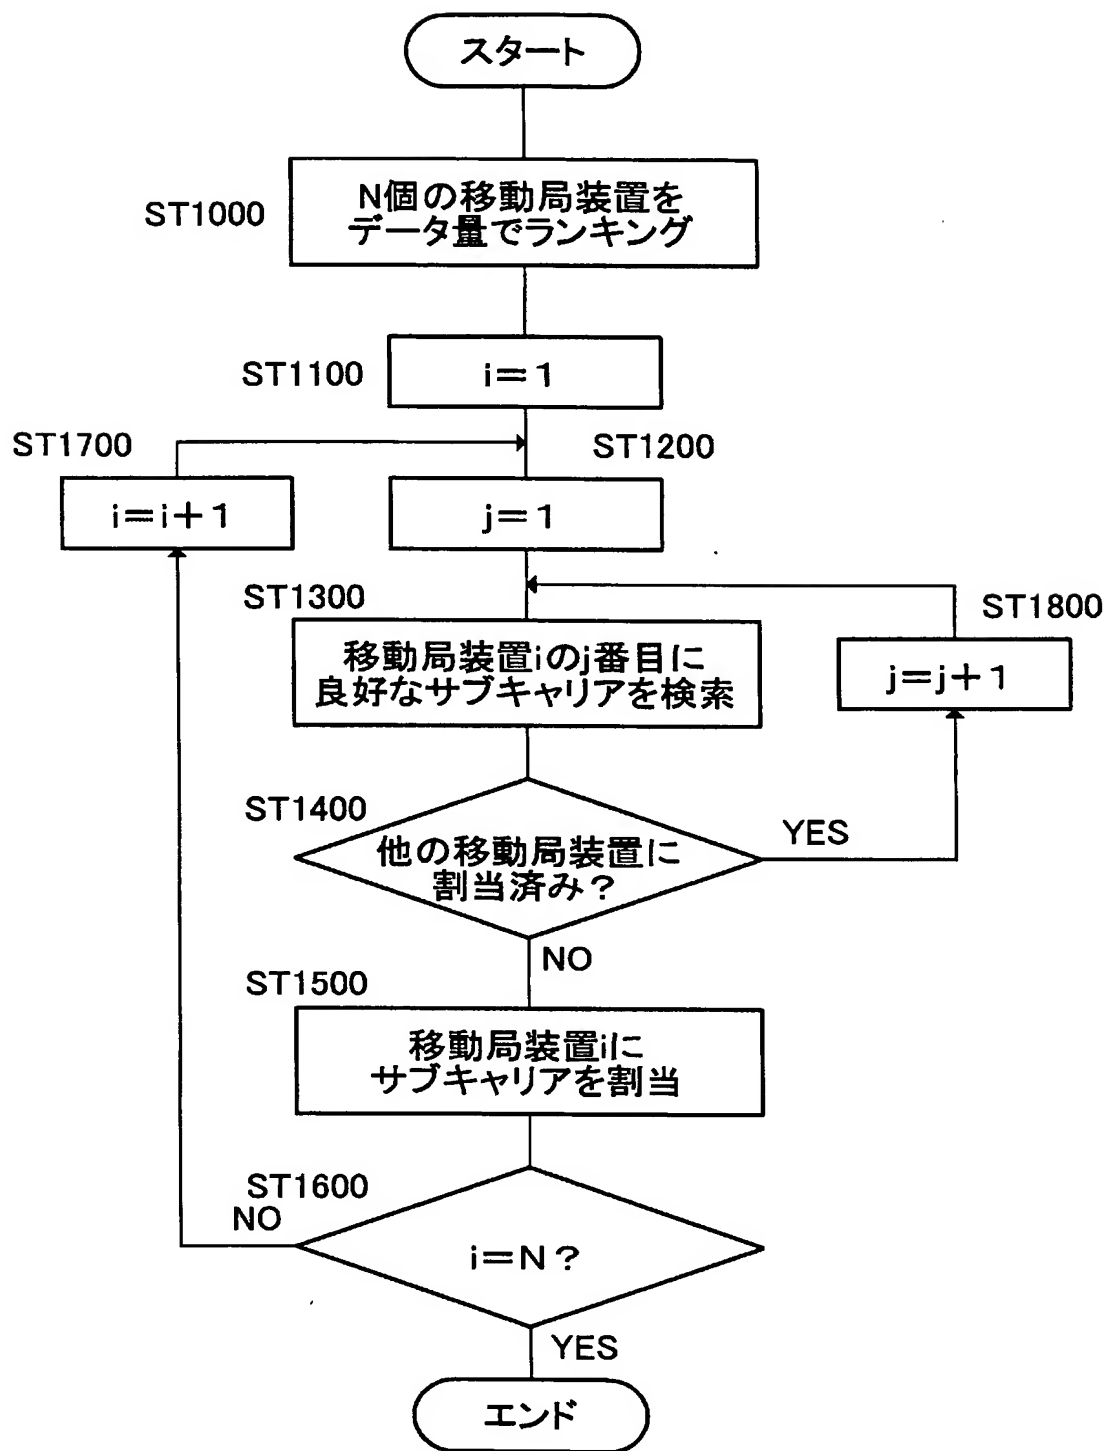 スタート
ST1000
N個の移動局装置を
データ量でランキング
ST1100
i=1
ST1700
ST1200
i=i+1
j=1
ST1300
ST1800
移動局装置iのj番目に
良好なサブキャリアを検索
j=j+1
ST1400
YES
他の移動局装置に
割当済み?
NO
ST1500
移動局装置iに
サブキャリアを割当
ST1600
NO
i=N?
YES
エンド